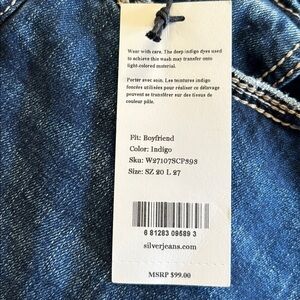 Wear with care. The deep indigo dyes used
to achieve this wash may transfer onto
light-colored material.
Porter avec soin. Les teintures indigo
foncées utilisées pour réaliser ce délavage
peuvent se transférer sur des tissus de
couleur pâle.
Fit: Boyfriend
Color: Indigo
Sku: W27107SCP393
Size: SZ 20 L 27
6 81283 09589 3
silverjeans.com
MSRP $99.00